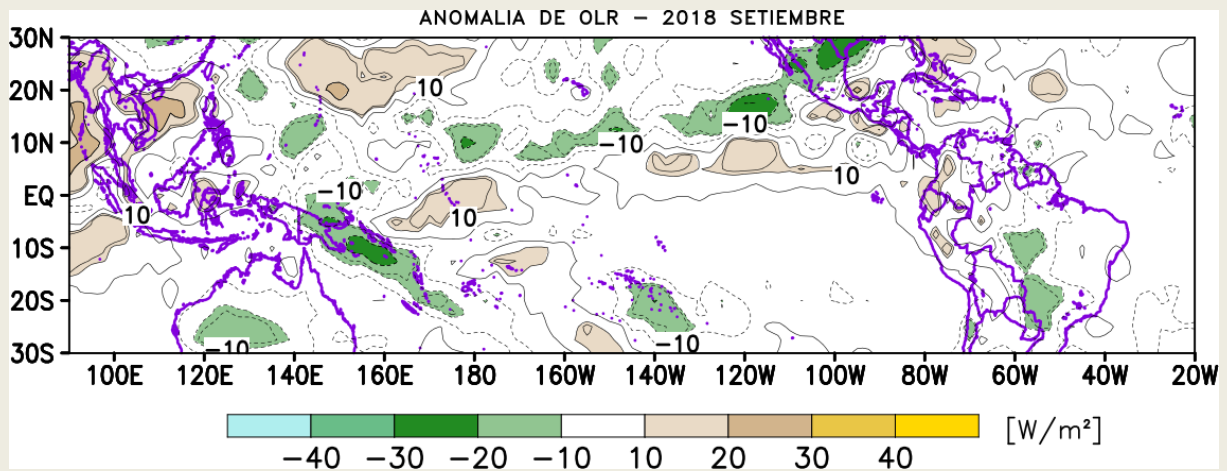 ANOMALIA DE OLR – 2018 SETIEMBRE
30N
20N
10N
EQ
10S
20S
30S
10
−10
−10
10
−10
10
10
−10
−10
100E 120E 140E 160E 180 160W 140W 120W 100W 80W 60W 40W 20W
−40 −30 −20 −10 10 20 30 40
[W/m²]